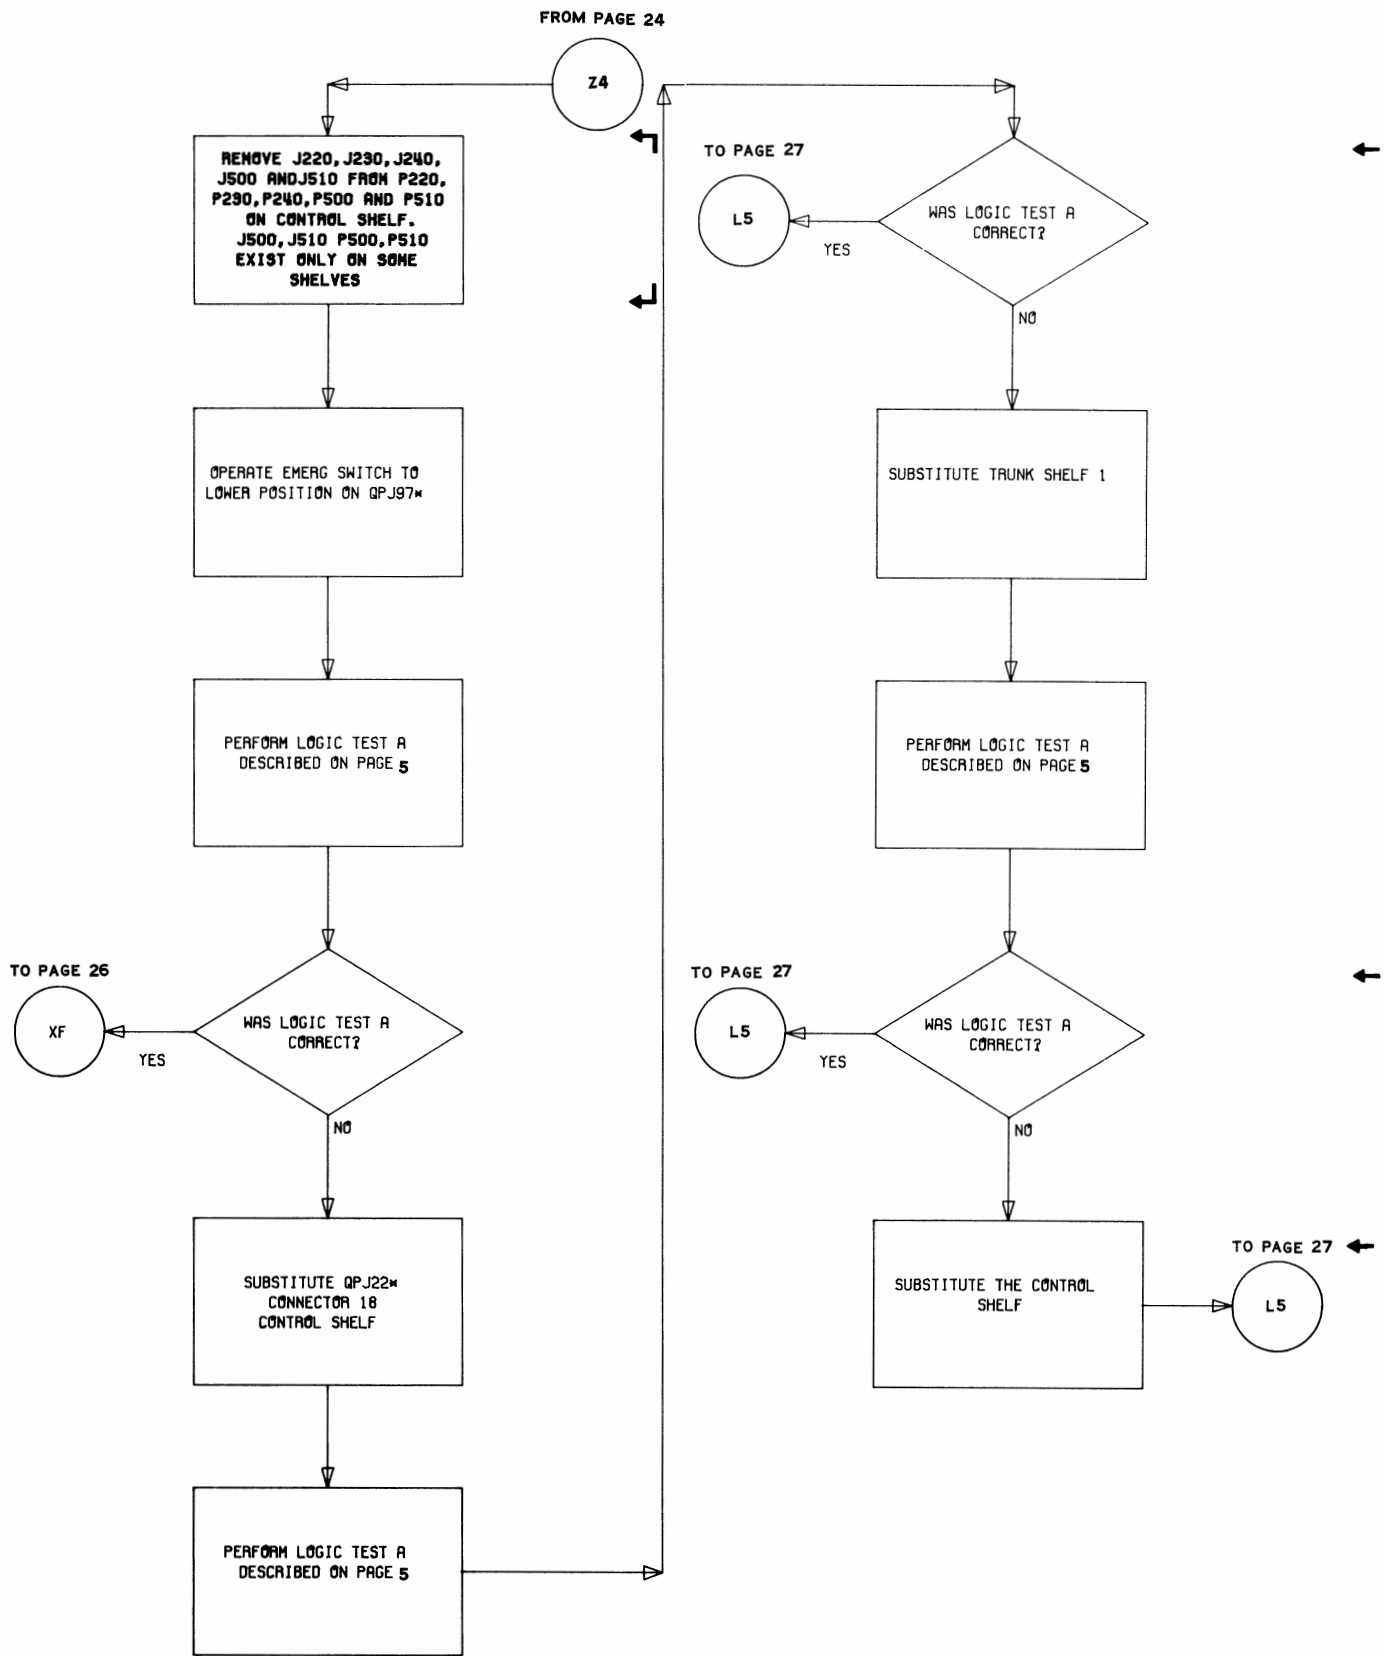 FROM PAGE 24
Z4
REMOVE J220,J230,J240,
J500 ANDJ510 FROM P220,
P230,P240,P500 AND P510
ON CONTROL SHELF.
J500,J510 P500,P510
EXIST ONLY ON SOME
SHELVES
OPERATE EMERG SWITCH TO
LOWER POSITION ON QPJ97*
PERFORM LOGIC TEST A
DESCRIBED ON PAGE 5
WAS LOGIC TEST A
CORRECT?
TO PAGE 26
XF
YES
NO
SUBSTITUTE QPJ22*
CONNECTOR 18
CONTROL SHELF
PERFORM LOGIC TEST A
DESCRIBED ON PAGE 5
WAS LOGIC TEST A
CORRECT?
TO PAGE 27
L5
YES
NO
SUBSTITUTE TRUNK SHELF 1
PERFORM LOGIC TEST A
DESCRIBED ON PAGE 5
WAS LOGIC TEST A
CORRECT?
TO PAGE 27
L5
YES
NO
SUBSTITUTE THE CONTROL
SHELF
TO PAGE 27
L5